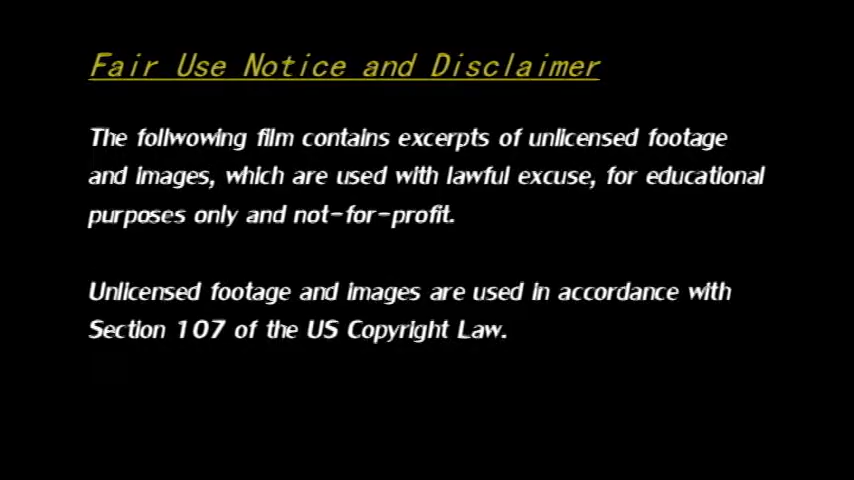 Fair Use Notice and Disclaimer
The follwowing film contains excerpts of unlicensed footage
and images, which are used with lawful excuse, for educational
purposes only and not-for-profit.
Unlicensed footage and images are used in accordance with
Section 107 of the US Copyright Law.